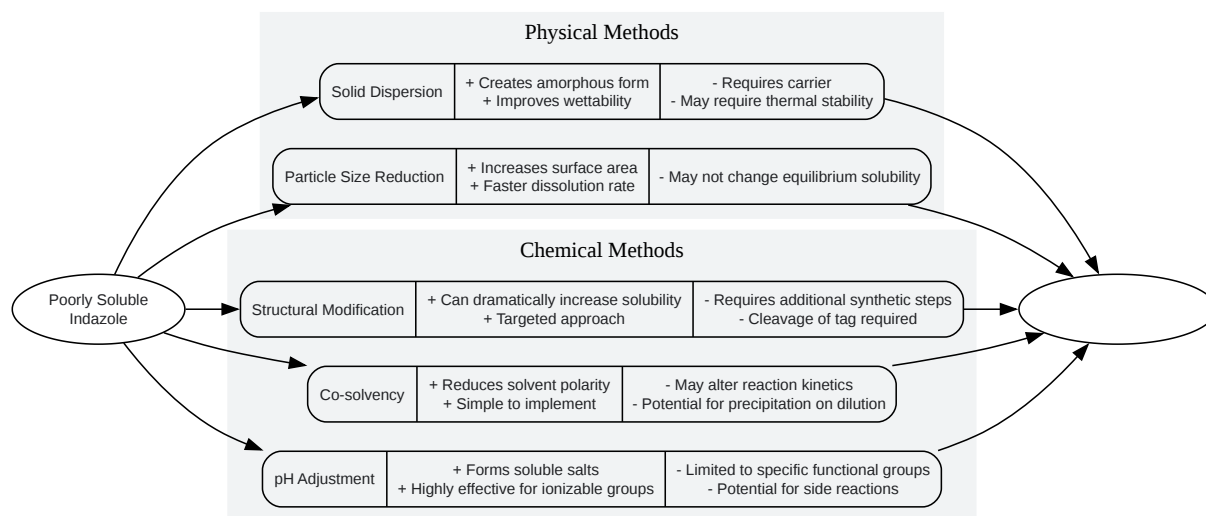 Physical Methods
Solid Dispersion
+ Creates amorphous form
+ Improves wettability
- Requires carrier
- May require thermal stability
Particle Size Reduction
+ Increases surface area
+ Faster dissolution rate
- May not change equilibrium solubility
Chemical Methods
Poorly Soluble
Indazole
Structural Modification
+ Can dramatically increase solubility
+ Targeted approach
- Requires additional synthetic steps
- Cleavage of tag required
Co-solvency
+ Reduces solvent polarity
+ Simple to implement
- May alter reaction kinetics
- Potential for precipitation on dilution
pH Adjustment
+ Forms soluble salts
+ Highly effective for ionizable groups
- Limited to specific functional groups
- Potential for side reactions